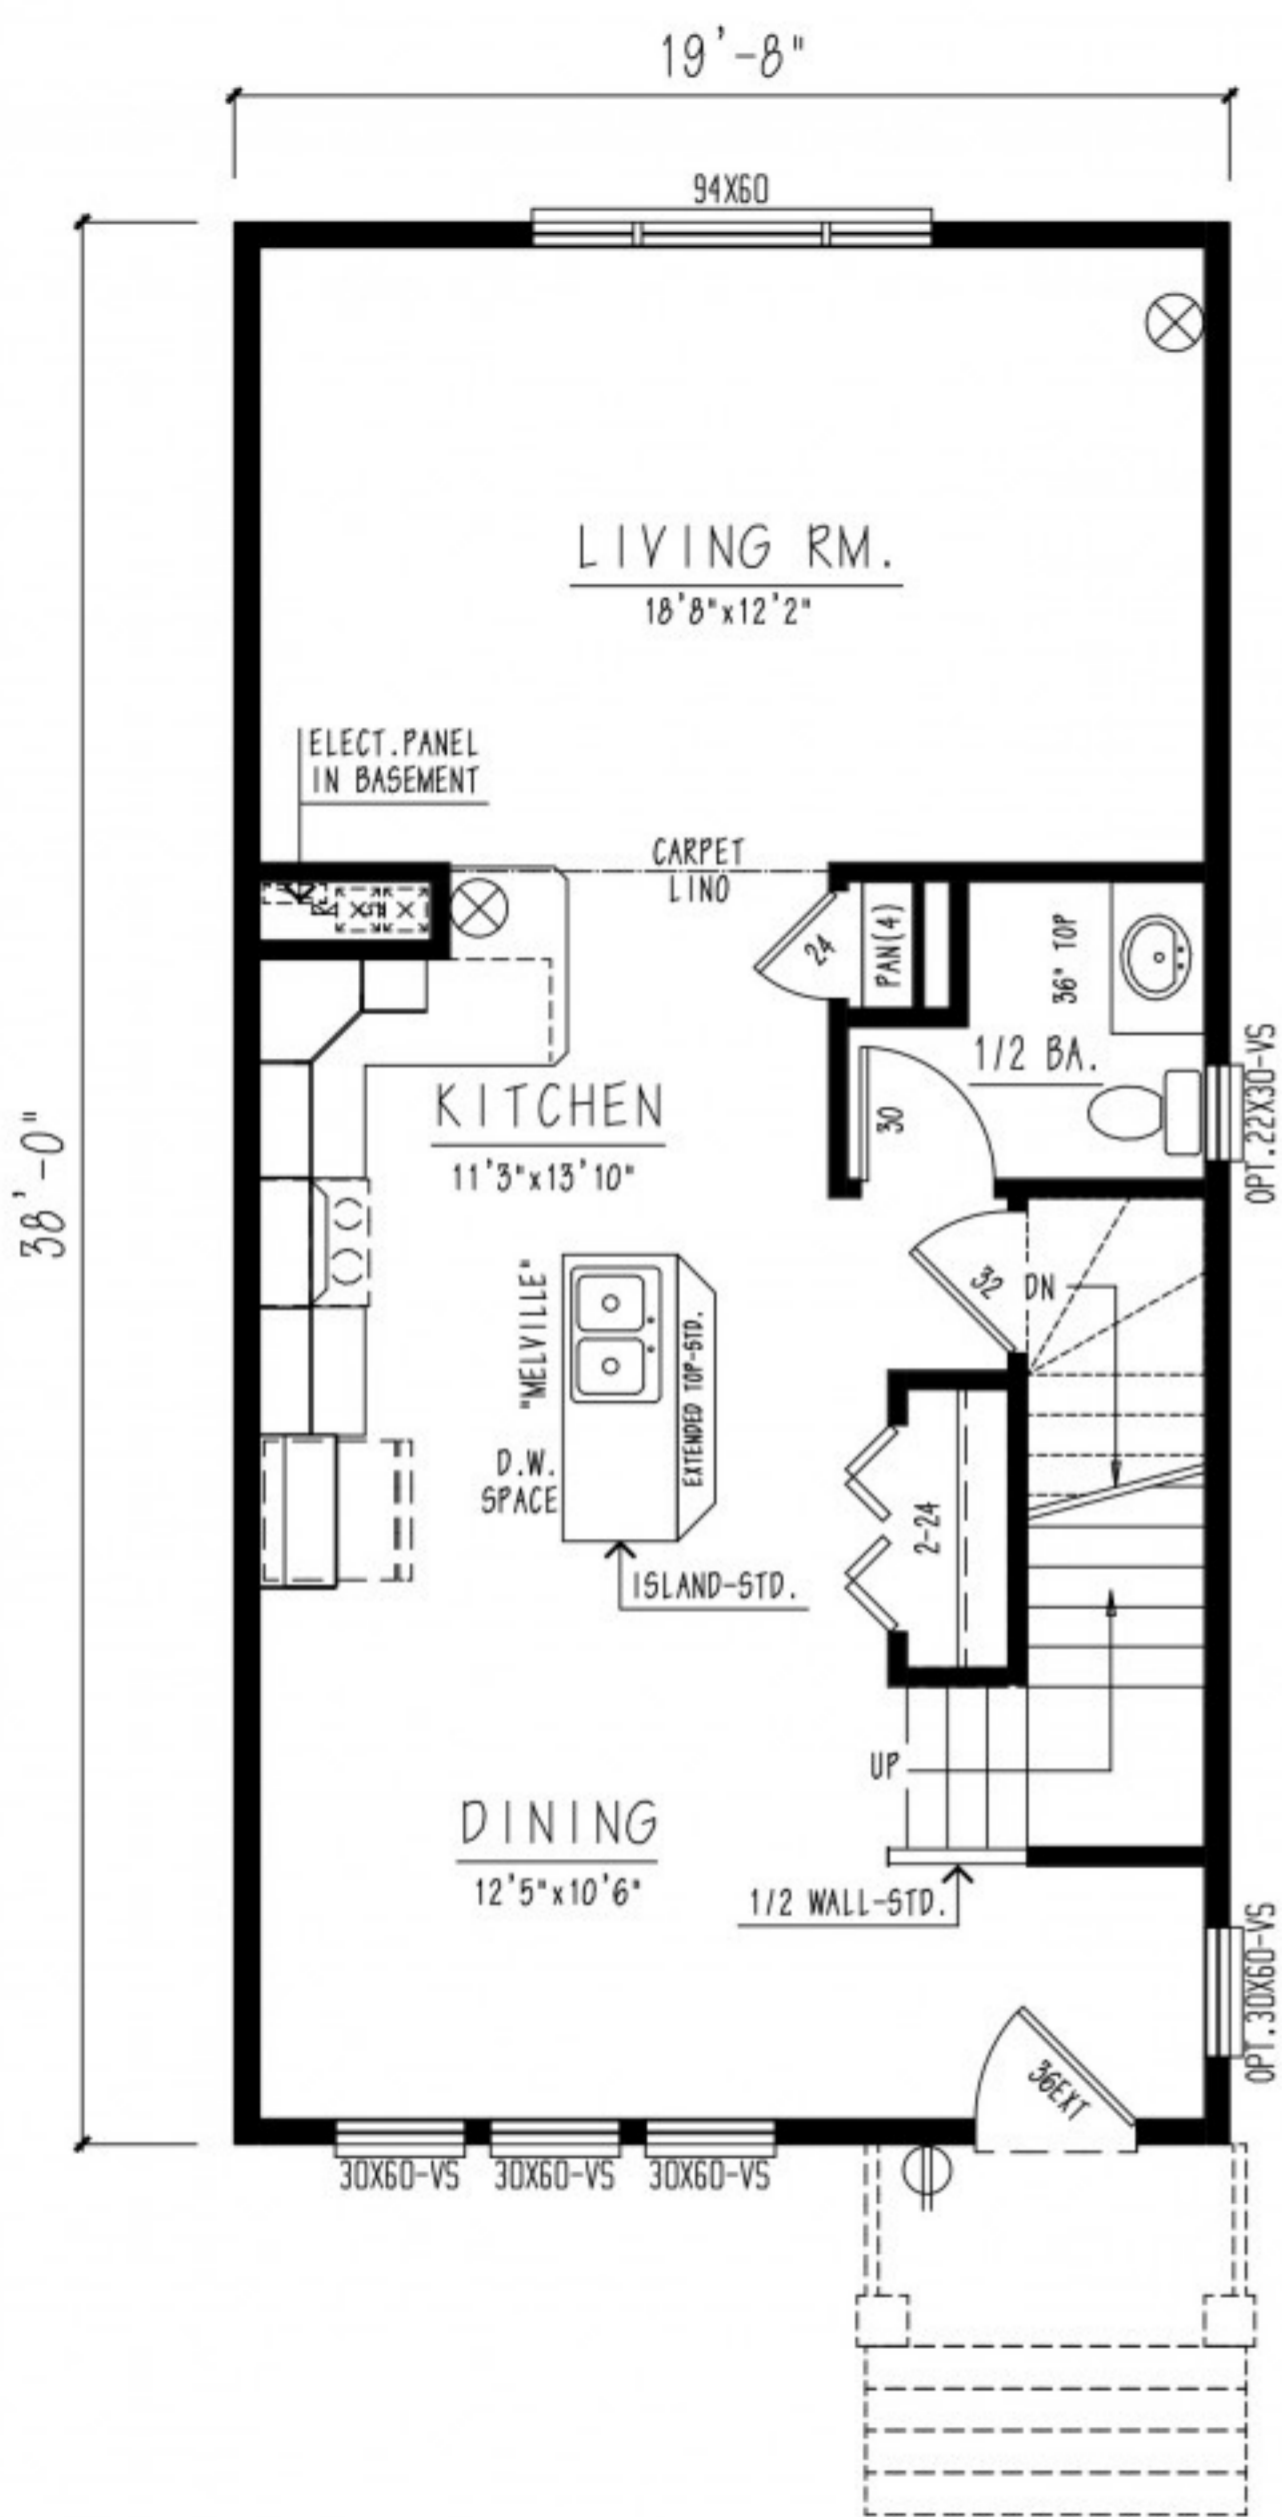 19'-8"
94X60
LIVING RM.
18'8"x12'2"
ELECT.PANEL
IN BASEMENT
CARPET
LINO
24
PAN(4)
36" TOP
1/2 BA.
OPT.22X30-VS
38'-0"
KITCHEN
11'3"x13'10"
30
32
DN
"MELVILLE"
EXTENDED TOP-STD.
D.W.
SPACE
2-24
ISLAND-STD.
UP
DINING
12'5"x10'6"
1/2 WALL-STD.
OPT.30X60-VS
36EXT
30X60-VS
30X60-VS
30X60-VS